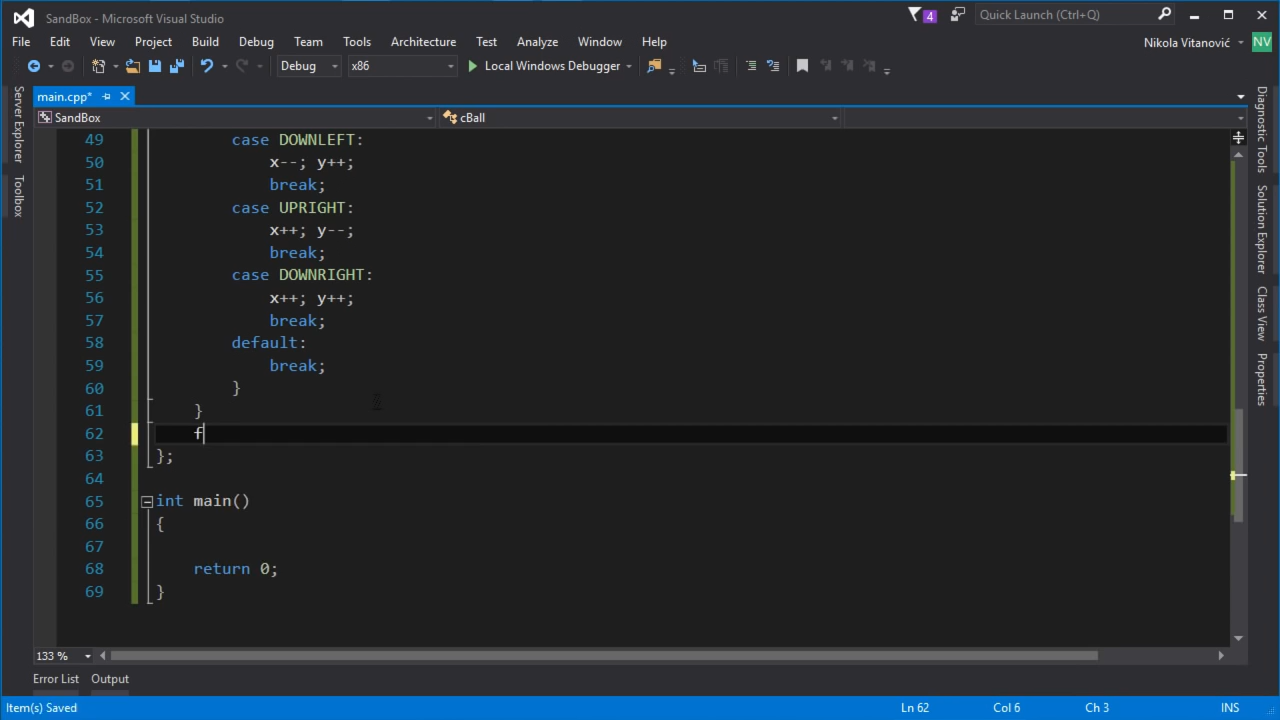 SandBox - Microsoft Visual Studio
4
Quick Launch (Ctrl+Q)
File Edit View Project Build Debug Team Tools Architecture Test Analyze Window Help
Nikola Vitanović
NV
Debug x86 Local Windows Debugger
Server Explorer
Toolbox
main.cpp*
SandBox cBall
49 case DOWNLEFT:
50 x--; y++;
51 break;
52 case UPRIGHT:
53 x++; y--;
54 break;
55 case DOWNRIGHT:
56 x++; y++;
57 break;
58 default:
59 break;
60 }
61 }
62 f
63 };
64
65 int main()
66 {
67
68 return 0;
69 }
Diagnostic Tools
Solution Explorer
Class View
Properties
133 %
Error List Output
Item(s) Saved Ln 62 Col 6 Ch 3 INS